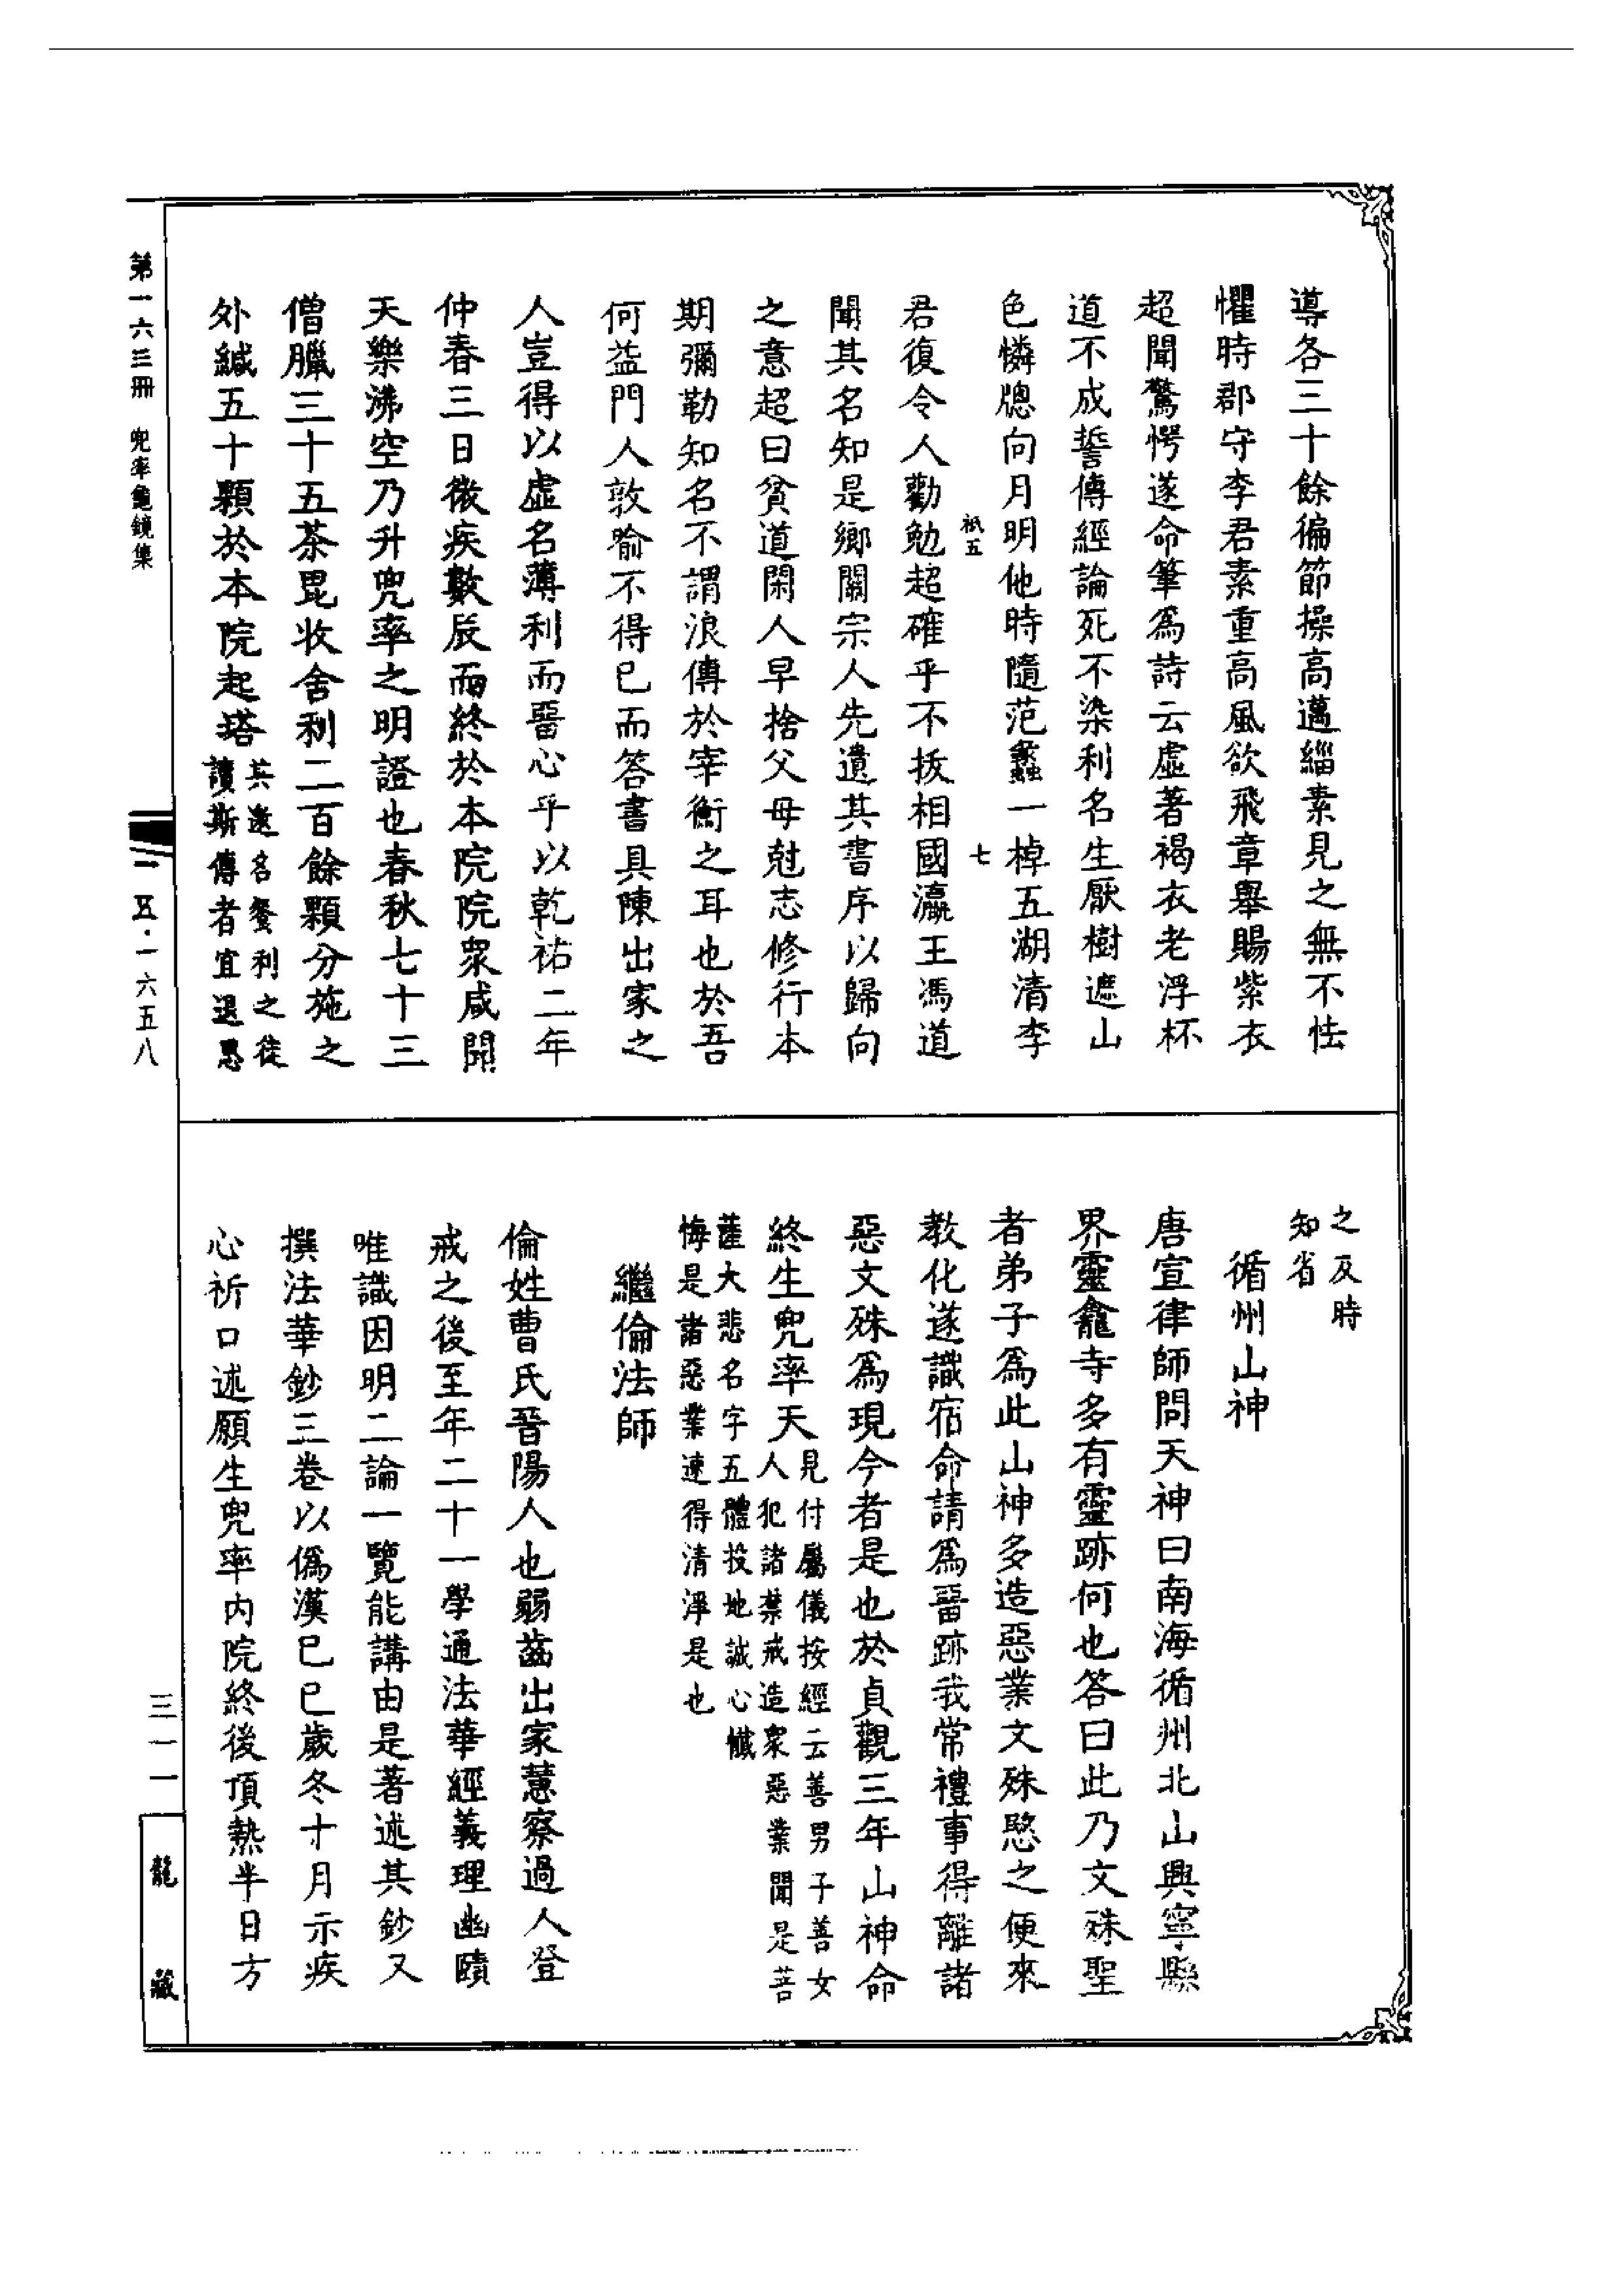 導各三十餘徧節操高邁緇素見之無不怯
懼時郡守李君素重高風欲飛章舉賜紫衣
超聞驚愕遂命筆爲詩云虛著褐衣老浮杯
道不成誓傳經論死不染利名生厭樹遮山
色憐牕向月明他時隨范蠡一棹五湖清李
祇五 七
君復令人勸勉超確乎不拔相國瀛王馮道
聞其名知是鄉關宗人先遺其書序以歸向
之意超曰貧道閑人早捨父母尅志修行本
期彌勒知名不謂浪傳於宰衡之耳也於吾
何益門人敦喻不得已而答書具陳出家之
人豈得以虛名薄利而畱心乎以乾祐二年
仲春三日微疾數辰而終於本院院眾咸聞
天樂沸空乃升兜率之明證也春秋七十三
僧臘三十五茶毘收舍利二百餘顆分施之
外緘五十顆於本院起塔
其邀名餮利之徒
讀斯傳者宜退思
之及時
知省
循州山神
唐宣律師問天神曰南海循州北山興寧縣
界靈龕寺多有靈跡何也答曰此乃文殊聖
者弟子爲此山神多造惡業文殊愍之便來
教化遂識宿命請爲畱跡我常禮事得離諸
惡文殊爲現今者是也於貞觀三年山神命
終生兜率天
見付屬儀按經云善男子善女
人犯諸禁戒造眾惡業聞是菩
薩大悲名字五體投地誠心懺
悔是諸惡業速得清淨是也
繼倫法師
倫姓曹氏晉陽人也弱齒出家慧察過人登
戒之後至年二十一學通法華經義理幽賾
唯識因明二論一覽能講由是著述其鈔又
撰法華鈔三卷以僞漢己巳歲冬十月示疾
心祈口述願生兜率內院終後頂熱半日方
第一六三冊 兜率龜鏡集
一五·一六五八
三一一
龍藏